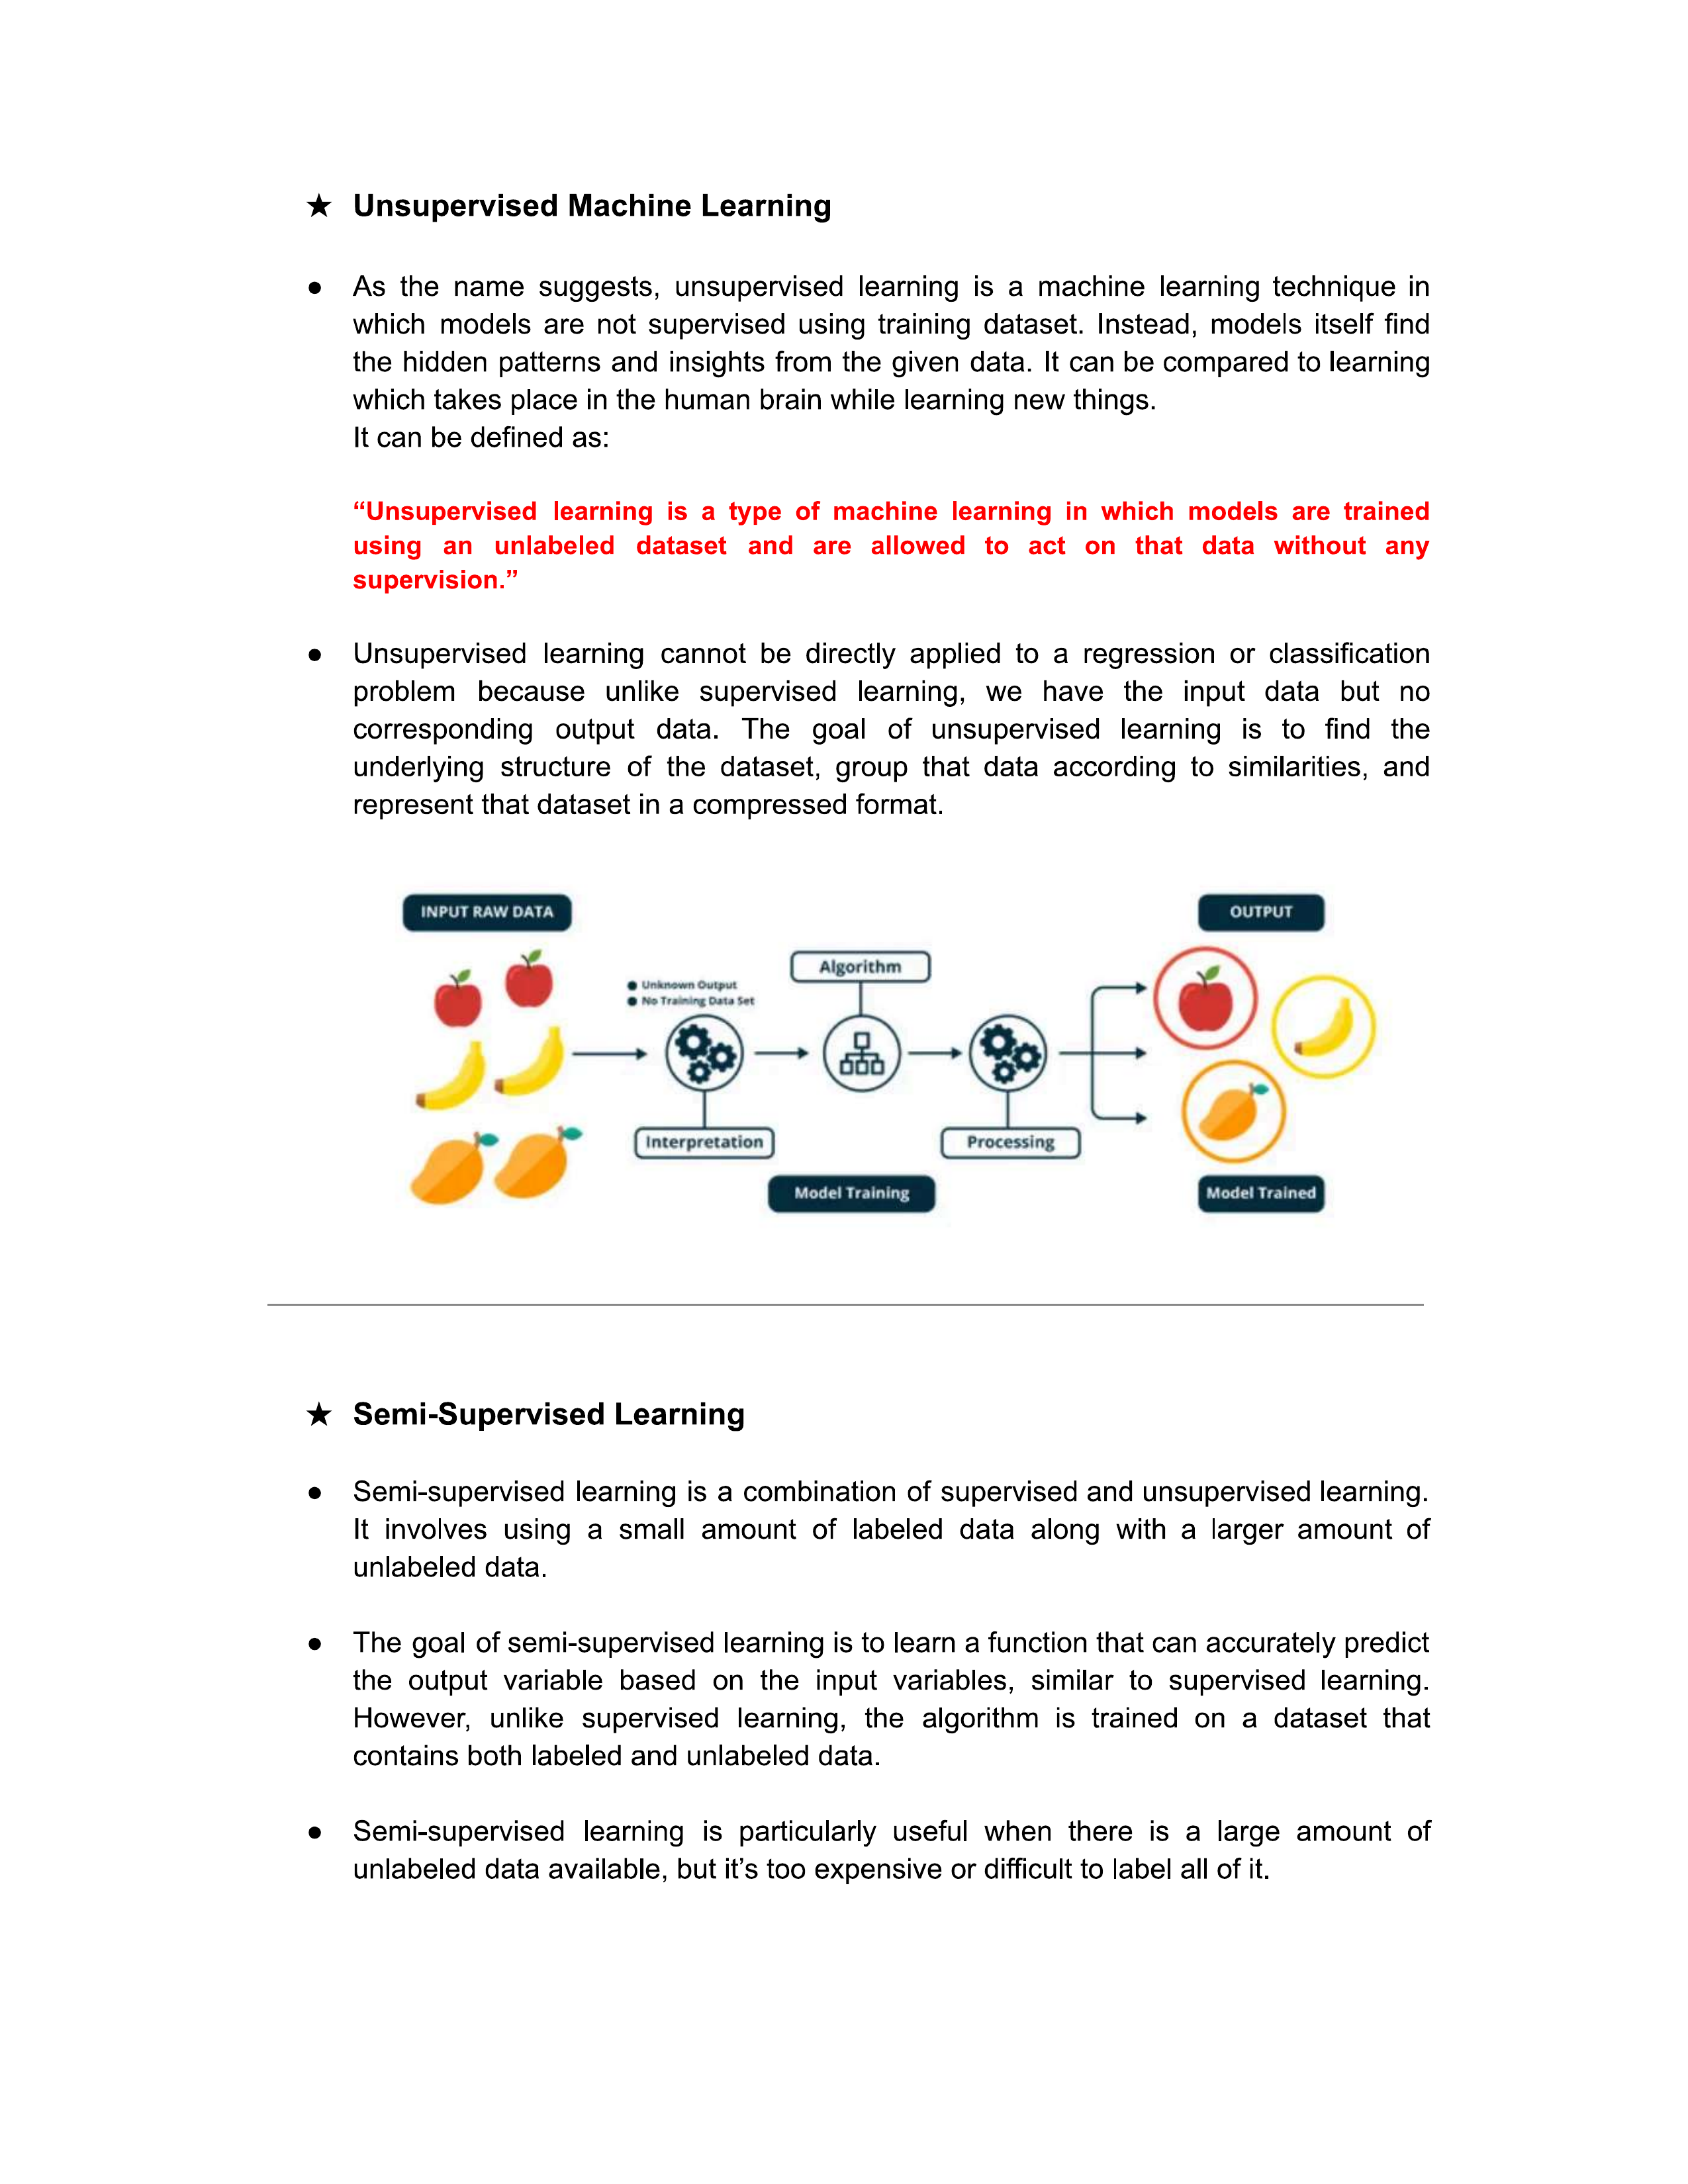 ★ Unsupervised Machine Learning
● As the name suggests, unsupervised learning is a machine learning technique in
which models are not supervised using training dataset. Instead, models itself find
the hidden patterns and insights from the given data. It can be compared to learning
which takes place in the human brain while learning new things.
It can be defined as:
“Unsupervised learning is a type of machine learning in which models are trained
using an unlabeled dataset and are allowed to act on that data without any
supervision.”
● Unsupervised learning cannot be directly applied to a regression or classification
problem because unlike supervised learning, we have the input data but no
corresponding output data. The goal of unsupervised learning is to find the
underlying structure of the dataset, group that data according to similarities, and
represent that dataset in a compressed format.
INPUT RAW DATA
OUTPUT
Algorithm
● Unknown Output
● No Training Data Set
Interpretation
Processing
Model Training
Model Trained
★ Semi-Supervised Learning
● Semi-supervised learning is a combination of supervised and unsupervised learning.
It involves using a small amount of labeled data along with a larger amount of
unlabeled data.
● The goal of semi-supervised learning is to learn a function that can accurately predict
the output variable based on the input variables, similar to supervised learning.
However, unlike supervised learning, the algorithm is trained on a dataset that
contains both labeled and unlabeled data.
● Semi-supervised learning is particularly useful when there is a large amount of
unlabeled data available, but it’s too expensive or difficult to label all of it.